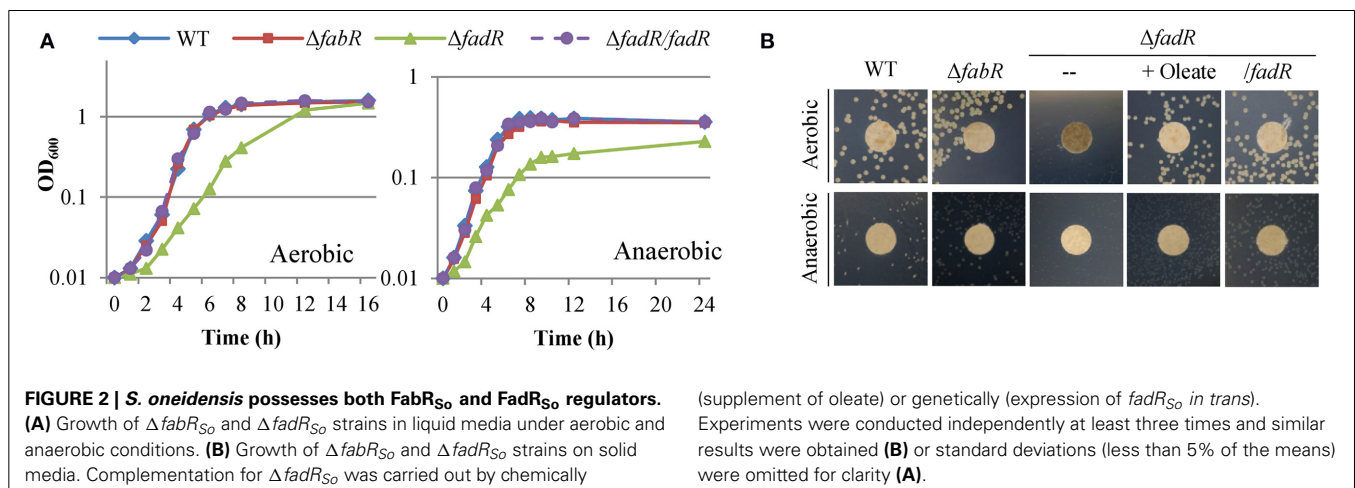 A
WT ΔfabR ΔfadR ΔfadR/fadR
1
0.1
0.01
OD600
0 2 4 6 8 10 12 14 16
Time (h)
Aerobic
1
0.1
0.01
0 4 8 12 16 20 24
Time (h)
Anaerobic
B
ΔfadR
WT ΔfabR -- + Oleate /fadR
Aerobic
Anaerobic
FIGURE 2 | S. oneidensis possesses both FabRSo and FadRSo regulators.
(A) Growth of ΔfabRSo and ΔfadRSo strains in liquid media under aerobic and
anaerobic conditions. (B) Growth of ΔfabRSo and ΔfadRSo strains on solid
media. Complementation for ΔfadRSo was carried out by chemically
(supplement of oleate) or genetically (expression of fadRSo in trans).
Experiments were conducted independently at least three times and similar
results were obtained (B) or standard deviations (less than 5% of the means)
were omitted for clarity (A).